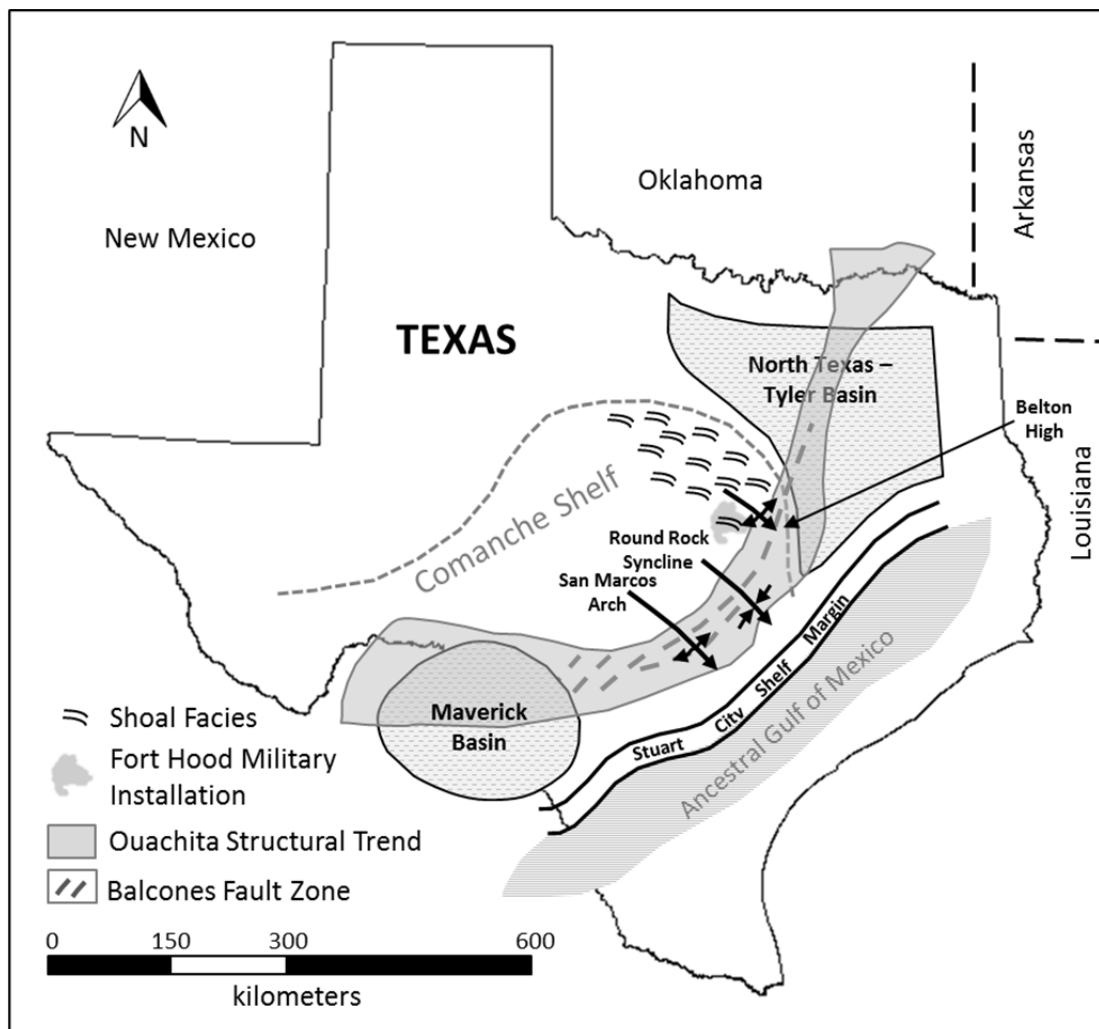 N
Oklahoma
Arkansas
New Mexico
TEXAS
North Texas –
Tyler Basin
Belton
High
Louisiana
Comanche Shelf
Round Rock
Syncline
San Marcos
Arch
Maverick
Basin
Stuart City Shelf Margin
Ancestral Gulf of Mexico
Shoal Facies
Fort Hood Military
Installation
Ouachita Structural Trend
Balcones Fault Zone
0 150 300 600
kilometers